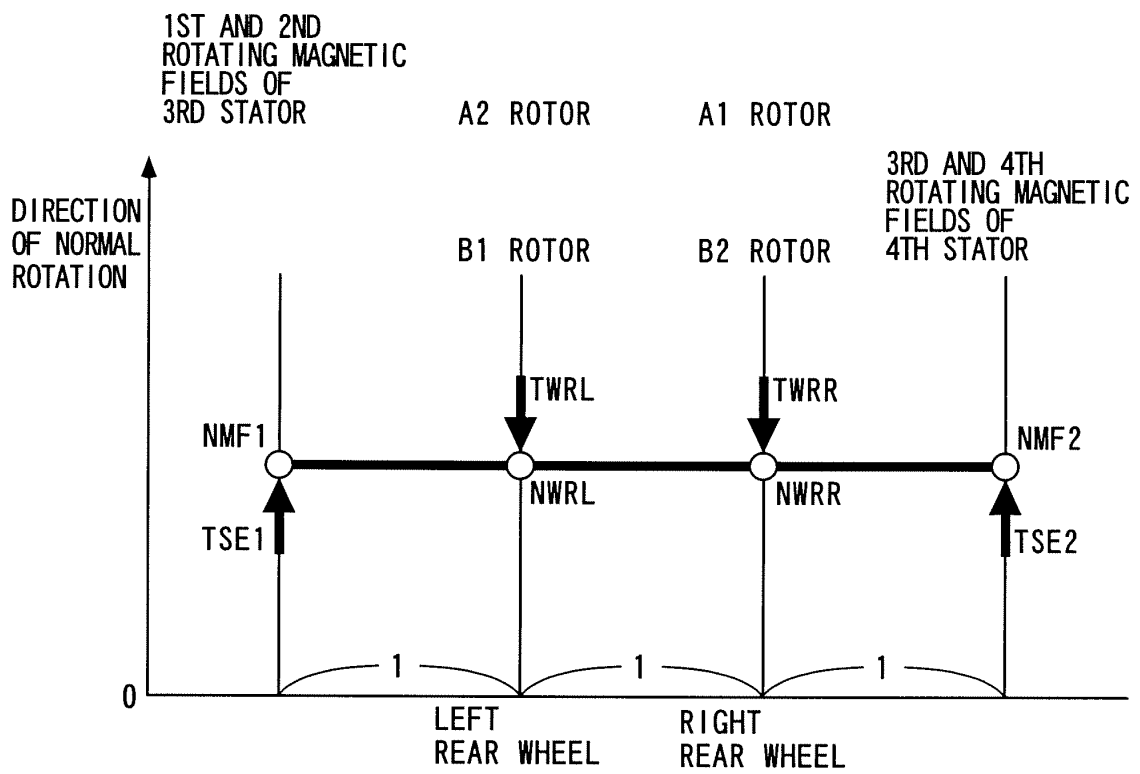 1ST AND 2ND
ROTATING MAGNETIC
FIELDS OF
3RD STATOR
A2 ROTOR
A1 ROTOR
3RD AND 4TH
ROTATING MAGNETIC
FIELDS OF
4TH STATOR
DIRECTION
OF NORMAL
ROTATION
B1 ROTOR
B2 ROTOR
TWRL
TWRR
NMF1
NMF2
NWRL
NWRR
TSE1
TSE2
1
1
1
0
LEFT
REAR WHEEL
RIGHT
REAR WHEEL